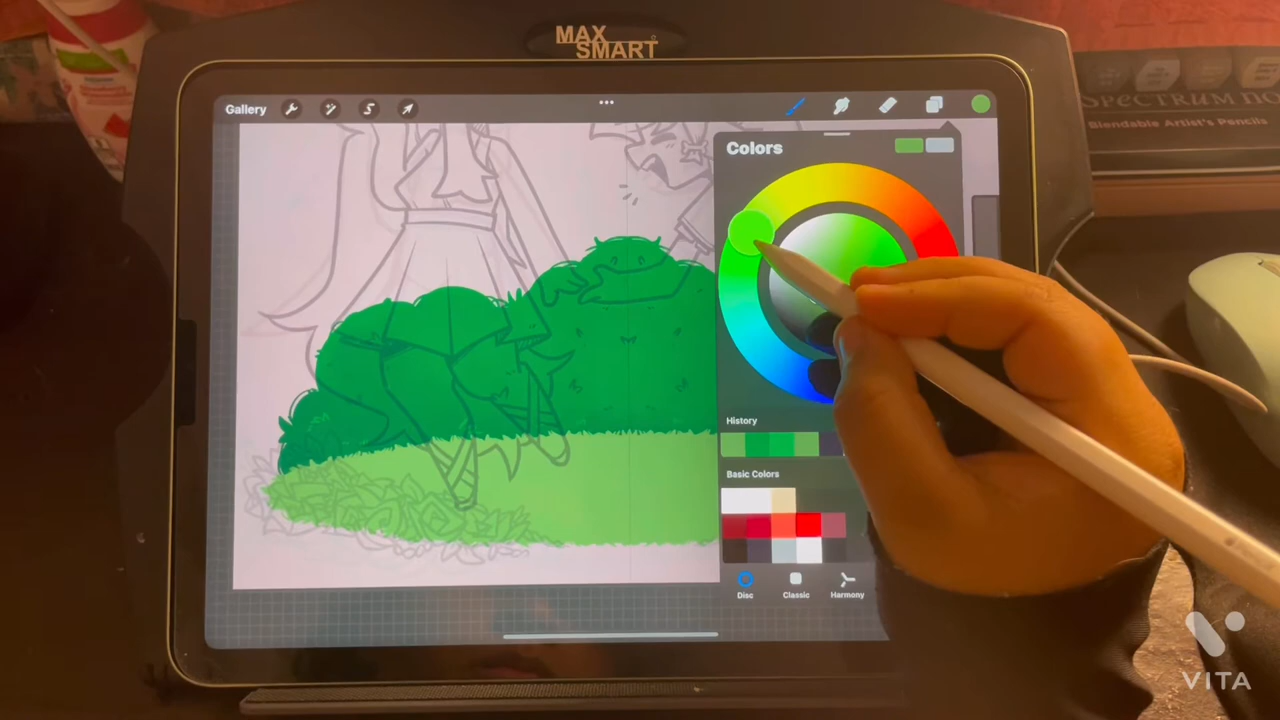 MAX
SMART
Gallery
SPECTRUM NO
Blendable Artist's Pencils
Colors
History
Basic Colors
Disc
Classic
Harmony
VITA